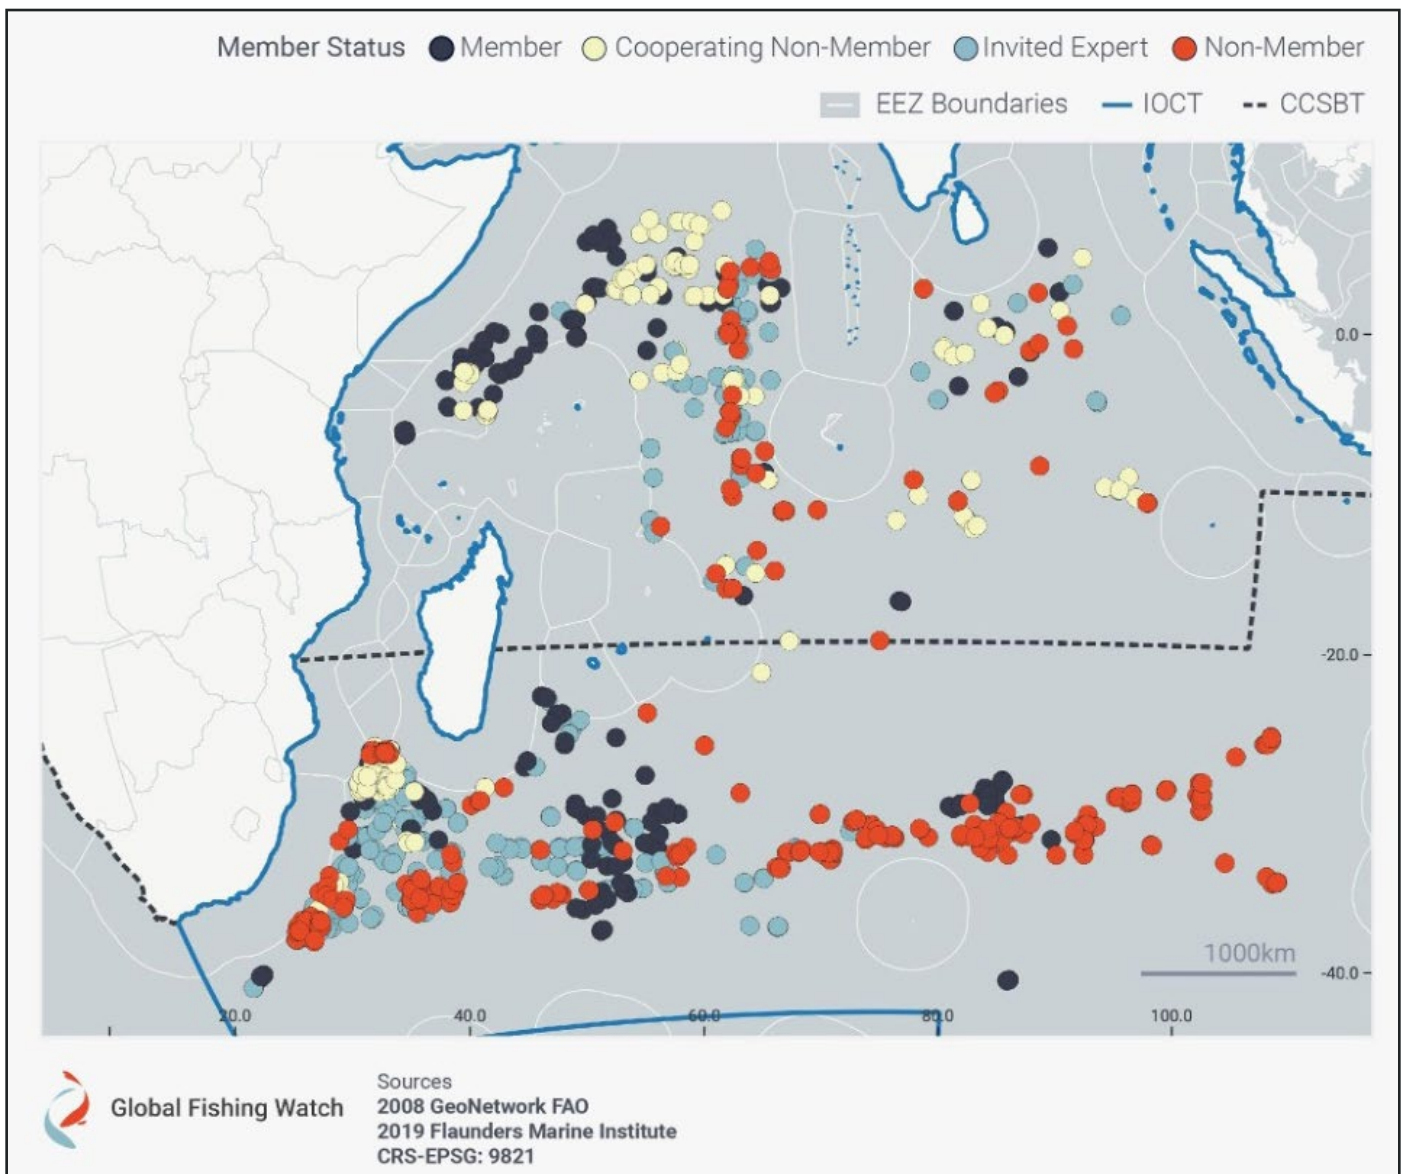 Member Status Member Cooperating Non-Member Invited Expert Non-Member
EEZ Boundaries IOCT CCSBT
0.0
-20.0
1000km
-40.0
20.0 40.0 60.0 80.0 100.0
Global Fishing Watch
Sources
2008 GeoNetwork FAO
2019 Flaunders Marine Institute
CRS-EPSG: 9821